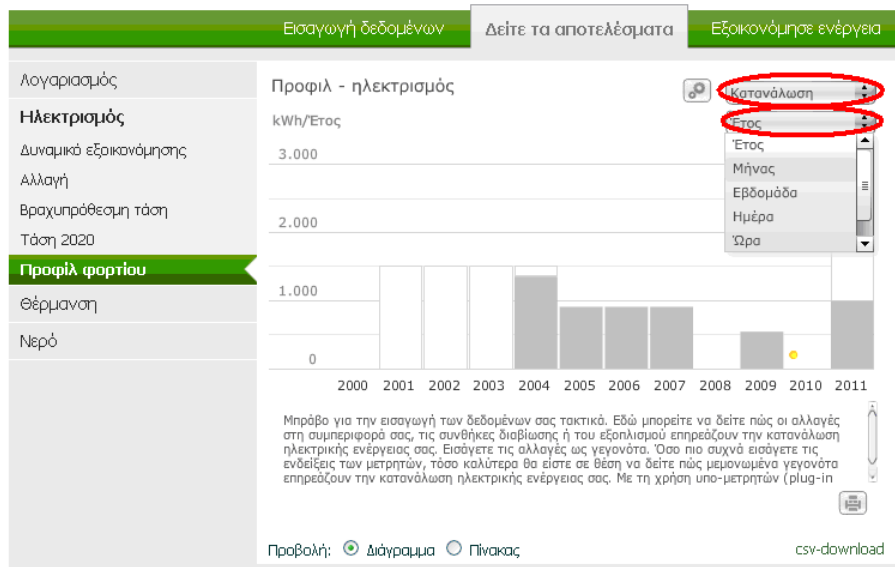 Εισαγωγή δεδομένων
Δείτε τα αποτελέσματα
Εξοικονόμησε ενέργεια
Λογαριασμός
Ηλεκτρισμός
Δυναμικό εξοικονόμησης
Αλλαγή
Βραχυπρόθεσμη τάση
Τάση 2020
Προφίλ φορτίου
Θέρμανση
Νερό
Προφιλ - ηλεκτρισμός
Κατανάλωση
kWh/Έτος
Έτος
Έτος
Μήνας
Εβδομάδα
Ημέρα
Ώρα
3.000
2.000
1.000
0
2000 2001 2002 2003 2004 2005 2006 2007 2008 2009 2010 2011
Μπράβο για την εισαγωγή των δεδομένων σας τακτικά. Εδώ μπορείτε να δείτε πώς οι αλλαγές
στη συμπεριφορά σας, τις συνθήκες διαβίωσης ή του εξοπλισμού επηρεάζουν την κατανάλωση
ηλεκτρικής ενέργειας σας. Εισάγετε τις αλλαγές ως γεγονότα. Όσο πιο συχνά εισάγετε τις
ενδείξεις των μετρητών, τόσο καλύτερα θα είστε σε θέση να δείτε πώς μεμονωμένα γεγονότα
επηρεάζουν την κατανάλωση ηλεκτρικής ενέργειας σας. Με τη χρήση υπο-μετρητών (plug-in
Προβολή: Διάγραμμα Πίνακας
csv-download